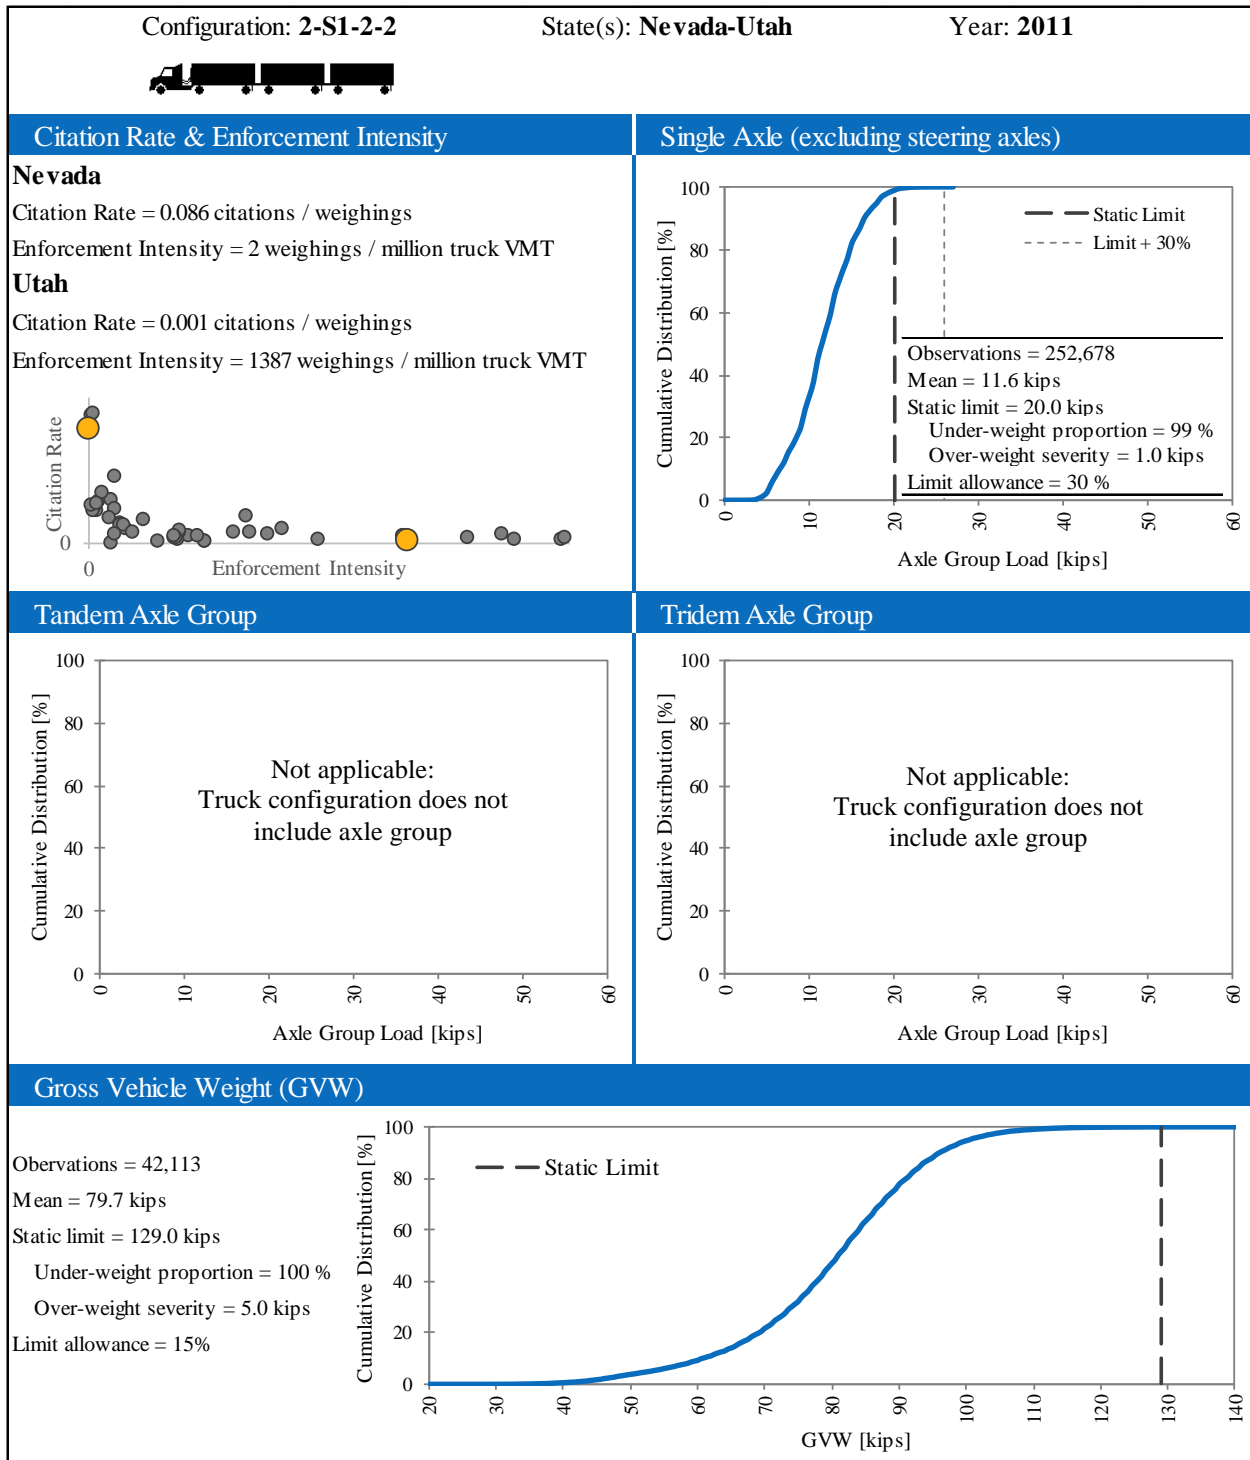 Configuration: 2-S1-2-2 State(s): Nevada-Utah Year: 2011
Citation Rate & Enforcement Intensity
Nevada
Citation Rate = 0.086 citations / weighings
Enforcement Intensity = 2 weighings / million truck VMT
Utah
Citation Rate = 0.001 citations / weighings
Enforcement Intensity = 1387 weighings / million truck VMT
Citation Rate
0
0
Enforcement Intensity
Single Axle (excluding steering axles)
Cumulative Distribution [%]
100
80
60
40
20
0
Static Limit
Limit + 30%
Observations = 252,678
Mean = 11.6 kips
Static limit = 20.0 kips
Under-weight proportion = 99 %
Over-weight severity = 1.0 kips
Limit allowance = 30 %
0 10 20 30 40 50 60
Axle Group Load [kips]
Tandem Axle Group
Cumulative Distribution [%]
100
80
60
40
20
0
Not applicable:
Truck configuration does not
include axle group
0 10 20 30 40 50 60
Axle Group Load [kips]
Tridem Axle Group
Cumulative Distribution [%]
100
80
60
40
20
0
Not applicable:
Truck configuration does not
include axle group
0 10 20 30 40 50 60
Axle Group Load [kips]
Gross Vehicle Weight (GVW)
Obervations = 42,113
Mean = 79.7 kips
Static limit = 129.0 kips
Under-weight proportion = 100 %
Over-weight severity = 5.0 kips
Limit allowance = 15%
Cumulative Distribution [%]
100
80
60
40
20
0
Static Limit
20 30 40 50 60 70 80 90 100 110 120 130 140
GVW [kips]